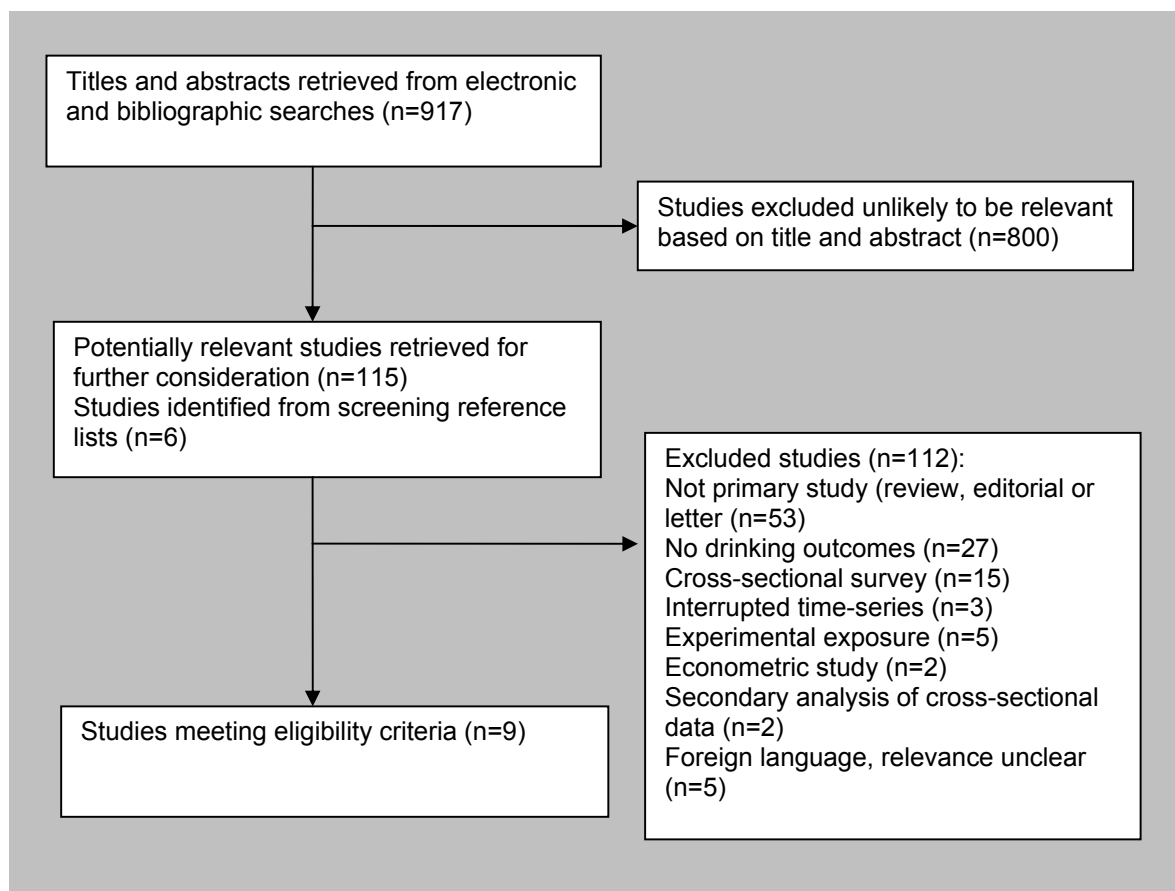 Titles and abstracts retrieved from electronic
and bibliographic searches (n=917)
Studies excluded unlikely to be relevant
based on title and abstract (n=800)
Potentially relevant studies retrieved for
further consideration (n=115)
Studies identified from screening reference
lists (n=6)
Excluded studies (n=112):
Not primary study (review, editorial or
letter (n=53)
No drinking outcomes (n=27)
Cross-sectional survey (n=15)
Interrupted time-series (n=3)
Experimental exposure (n=5)
Econometric study (n=2)
Secondary analysis of cross-sectional
data (n=2)
Foreign language, relevance unclear
(n=5)
Studies meeting eligibility criteria (n=9)